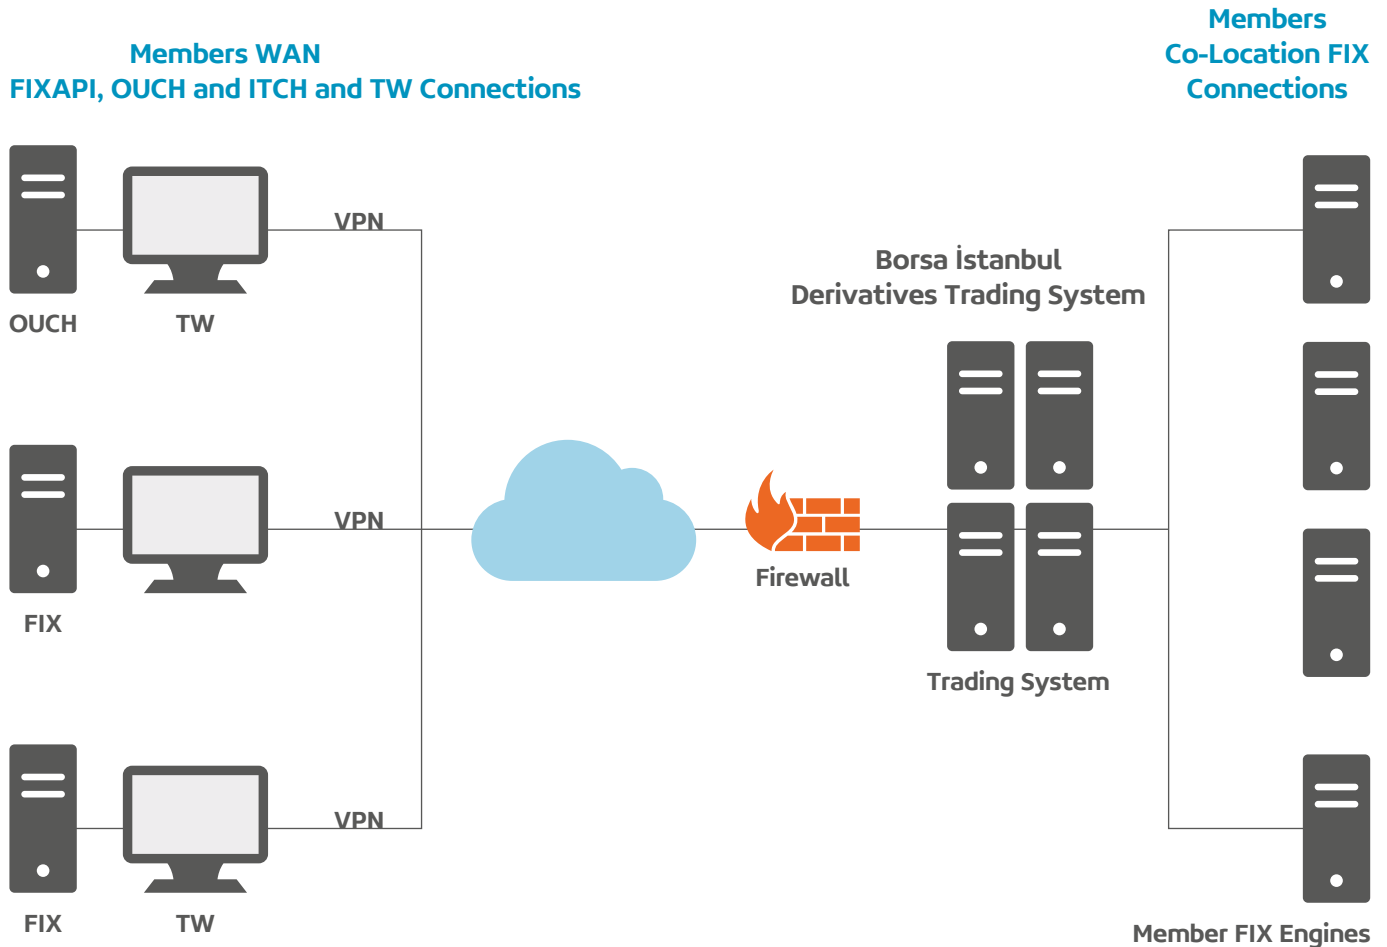 Members WAN
FIXAPI, OUCH and ITCH and TW Connections
Members
Co-Location FIX
Connections
VPN
OUCH
TW
Borsa İstanbul
Derivatives Trading System
VPN
Firewall
FIX
Trading System
VPN
FIX
TW
Member FIX Engines